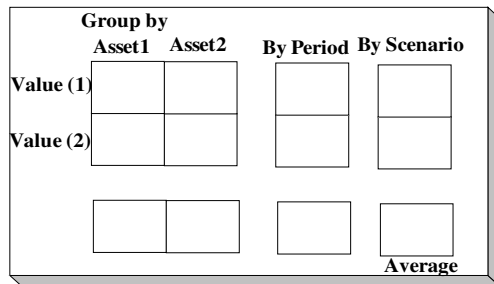 Group by
Asset1 Asset2 By Period By Scenario
Value (1)
Value (2)
Average